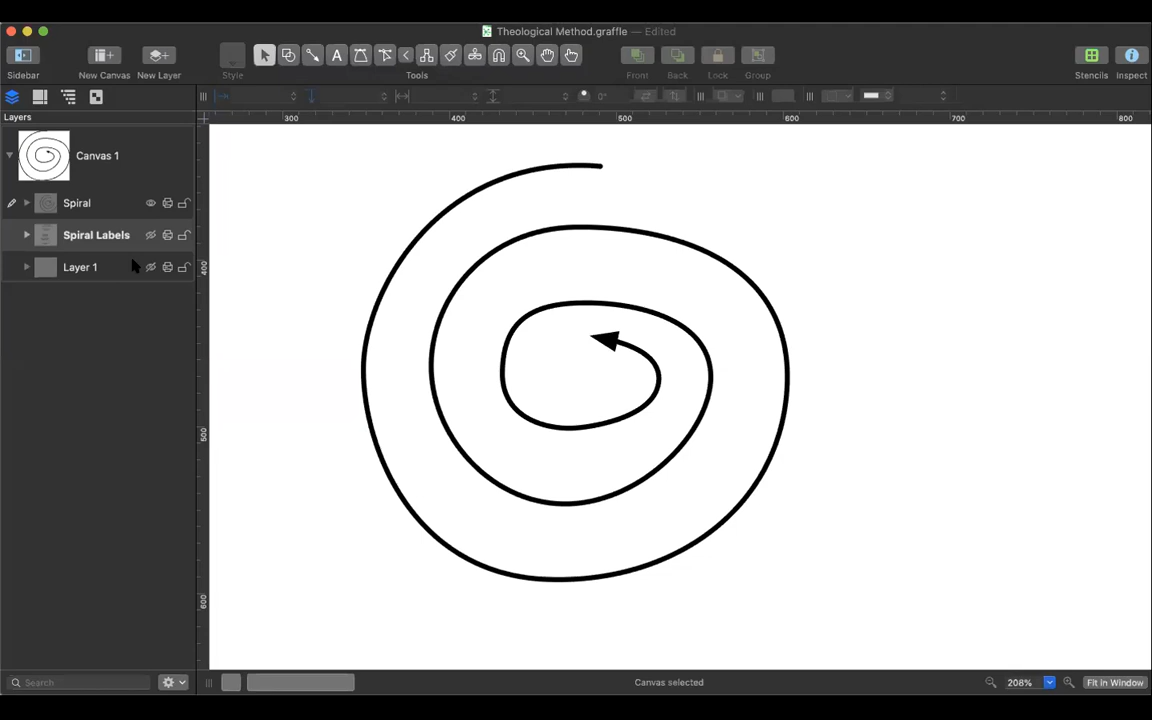 Theological Method.graffle — Edited
Sidebar
New Canvas
New Layer
Style
Tools
Front
Back
Lock
Group
Stencils
Inspect
0°
Layers
300
400
500
600
700
800
Canvas 1
Spiral
Spiral Labels
Layer 1
400
500
600
Search
Canvas selected
208%
Fit in Window